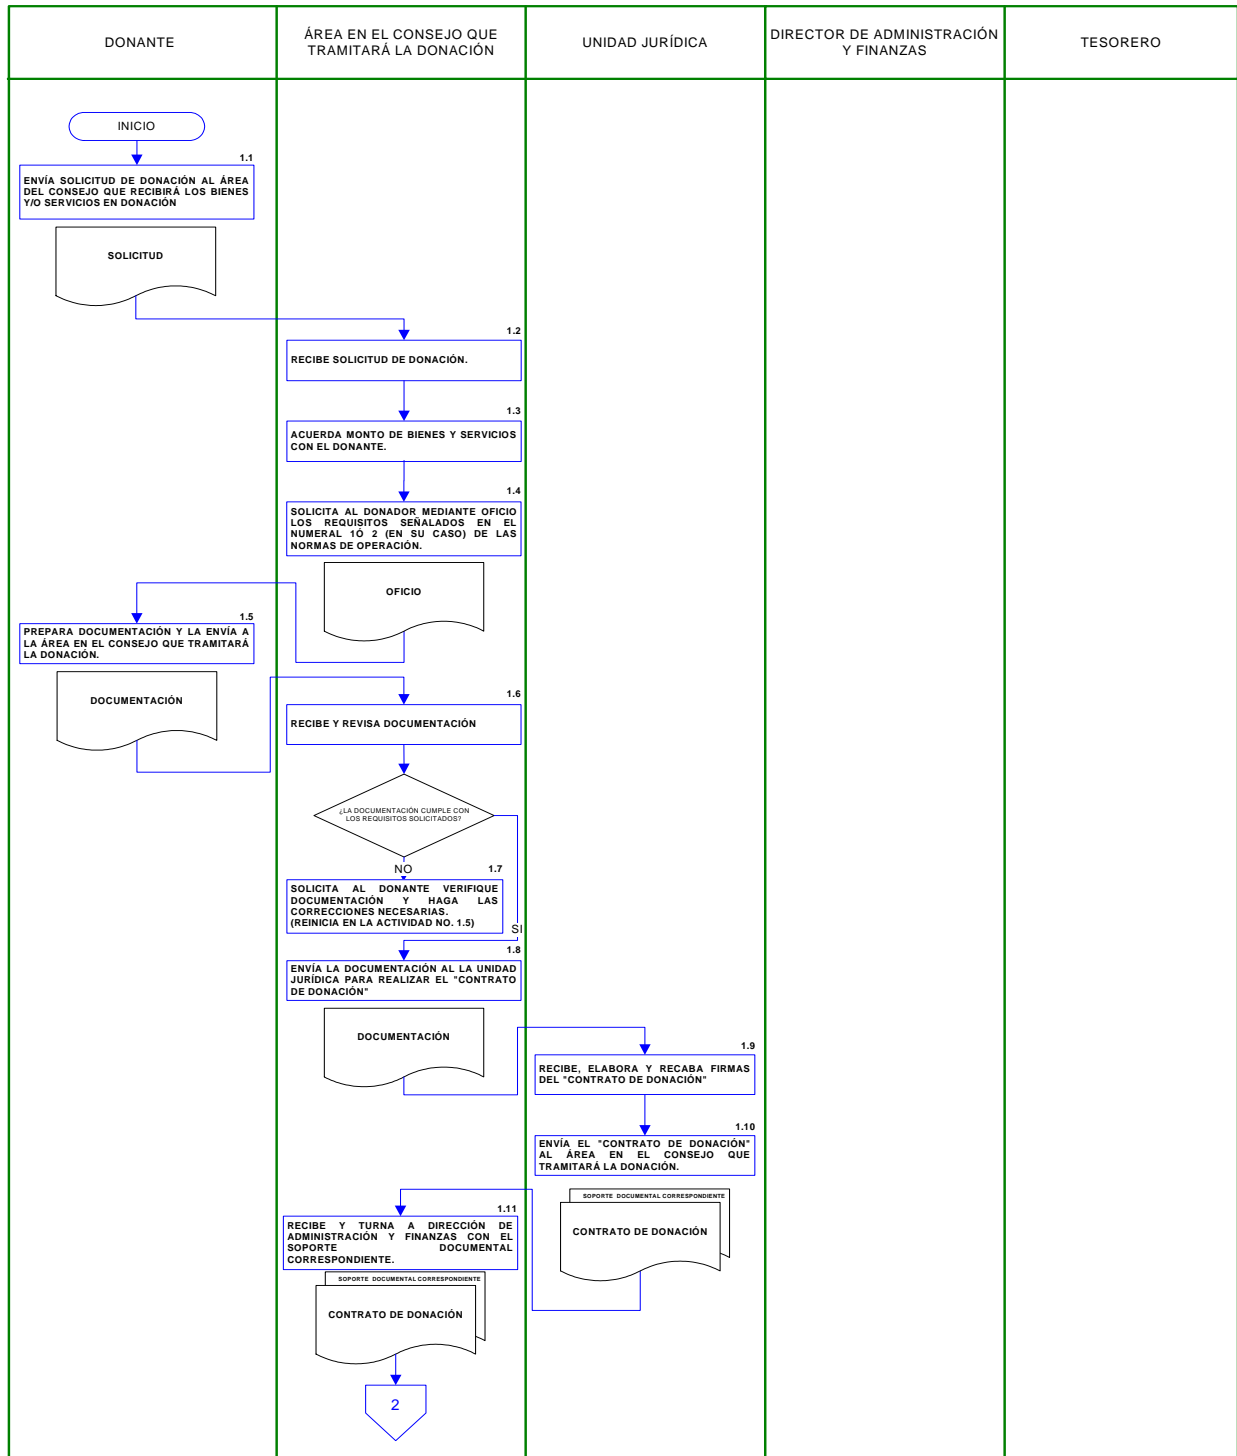 DONANTE
ÁREA EN EL CONSEJO QUE
TRAMITARÁ LA DONACIÓN
UNIDAD JURÍDICA
DIRECTOR DE ADMINISTRACIÓN
Y FINANZAS
TESORERO
INICIO
1.1
ENVÍA SOLICITUD DE DONACIÓN AL ÁREA
DEL CONSEJO QUE RECIBIRÁ LOS BIENES
Y/O SERVICIOS EN DONACIÓN
SOLICITUD
1.2
RECIBE SOLICITUD DE DONACIÓN.
1.3
ACUERDA MONTO DE BIENES Y SERVICIOS
CON EL DONANTE.
1.4
SOLICITA AL DONADOR MEDIANTE OFICIO
LOS REQUISITOS SEÑALADOS EN EL
NUMERAL 1Ó 2 (EN SU CASO) DE LAS
NORMAS DE OPERACIÓN.
OFICIO
1.5
PREPARA DOCUMENTACIÓN Y LA ENVÍA A
LA ÁREA EN EL CONSEJO QUE TRAMITARÁ
LA DONACIÓN.
DOCUMENTACIÓN
1.6
RECIBE Y REVISA DOCUMENTACIÓN
¿LA DOCUMENTACIÓN CUMPLE CON
LOS REQUISITOS SOLICITADOS?
NO
1.7
SOLICITA AL DONANTE VERIFIQUE
DOCUMENTACIÓN Y HAGA LAS
CORRECCIONES NECESARIAS.
(REINICIA EN LA ACTIVIDAD NO. 1.5)
SI
1.8
ENVÍA LA DOCUMENTACIÓN AL LA UNIDAD
JURÍDICA PARA REALIZAR EL "CONTRATO
DE DONACIÓN"
DOCUMENTACIÓN
1.9
RECIBE, ELABORA Y RECABA FIRMAS
DEL "CONTRATO DE DONACIÓN"
1.10
ENVÍA EL "CONTRATO DE DONACIÓN"
AL ÁREA EN EL CONSEJO QUE
TRAMITARÁ LA DONACIÓN.
SOPORTE DOCUMENTAL CORRESPONDIENTE
CONTRATO DE DONACIÓN
1.11
RECIBE Y TURNA A DIRECCIÓN DE
ADMINISTRACIÓN Y FINANZAS CON EL
SOPORTE DOCUMENTAL
CORRESPONDIENTE.
SOPORTE DOCUMENTAL CORRESPONDIENTE
CONTRATO DE DONACIÓN
2